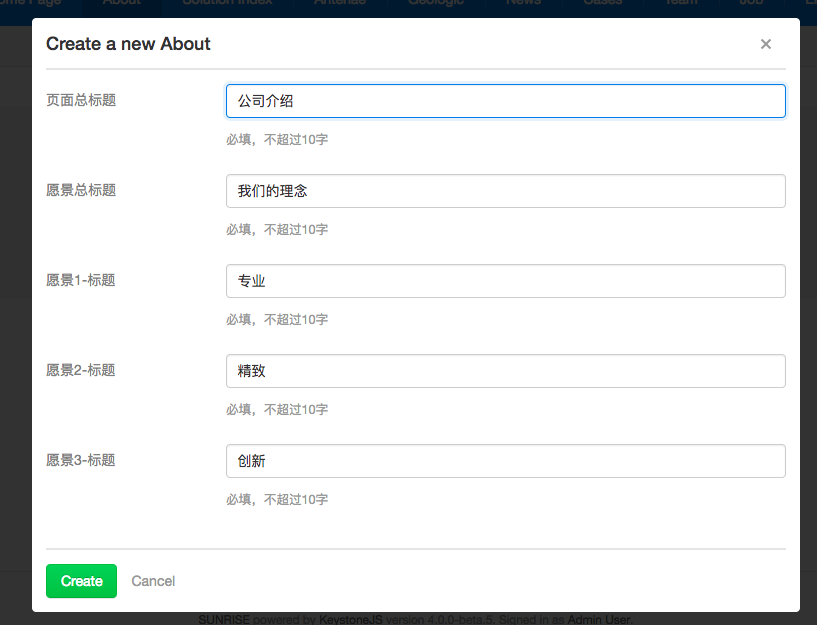 Home Page About Solution Index Antenae Geologic News Cases Team Job
Create a new About ×
页面总标题 公司介绍
必填，不超过10字
愿景总标题 我们的理念
必填，不超过10字
愿景1-标题 专业
必填，不超过10字
愿景2-标题 精致
必填，不超过10字
愿景3-标题 创新
必填，不超过10字
Create Cancel
SUNRISE powered by KeystoneJS version 4.0.0-beta.5. Signed in as Admin User.